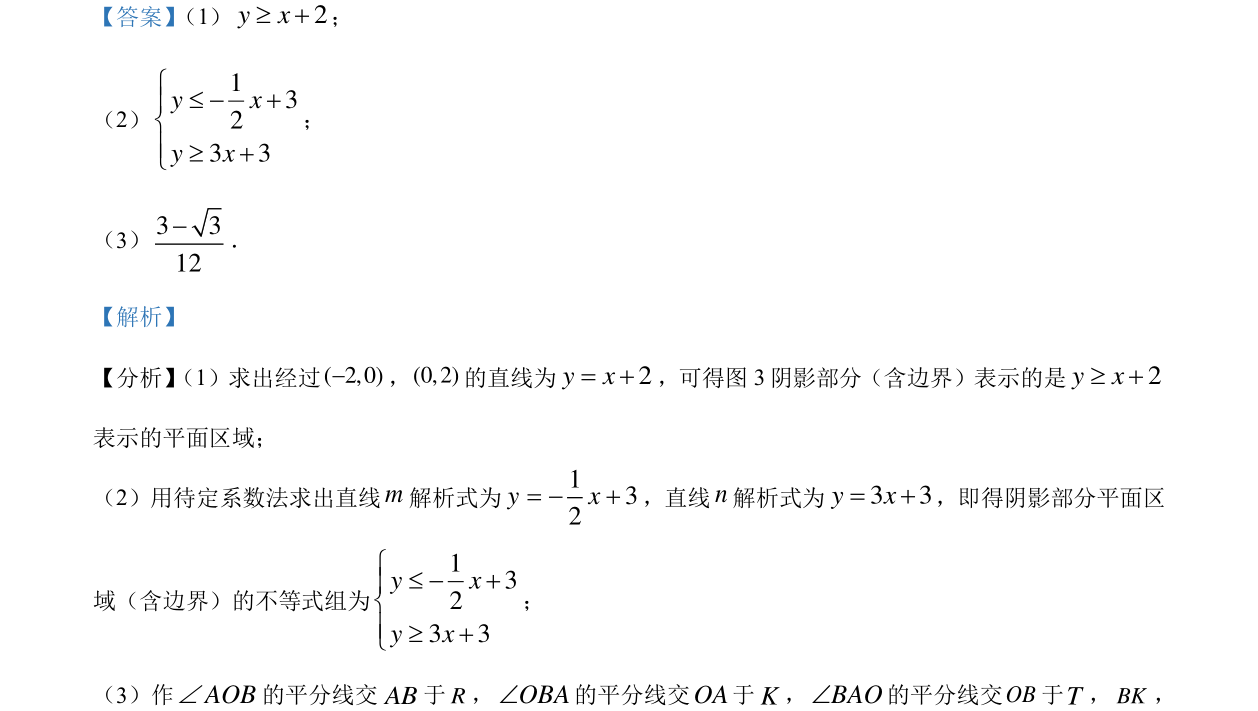 【答案】（1） y ≥ x + 2；
（2） { y ≤ −1/2 x + 3
y ≥ 3x + 3 ；
（3） (3 − √3)/12 ．
【解析】
【分析】（1）求出经过(−2,0)，(0,2)的直线为 y = x + 2，可得图 3 阴影部分（含边界）表示的是 y ≥ x + 2
表示的平面区域；
（2）用待定系数法求出直线 m 解析式为 y = −1/2 x + 3，直线 n 解析式为 y = 3x + 3，即得阴影部分平面区
域（含边界）的不等式组为 { y ≤ −1/2 x + 3
y ≥ 3x + 3 ；
（3）作 ∠AOB 的平分线交 AB 于 R，∠OBA 的平分线交 OA 于 K，∠BAO 的平分线交 OB 于 T，BK，